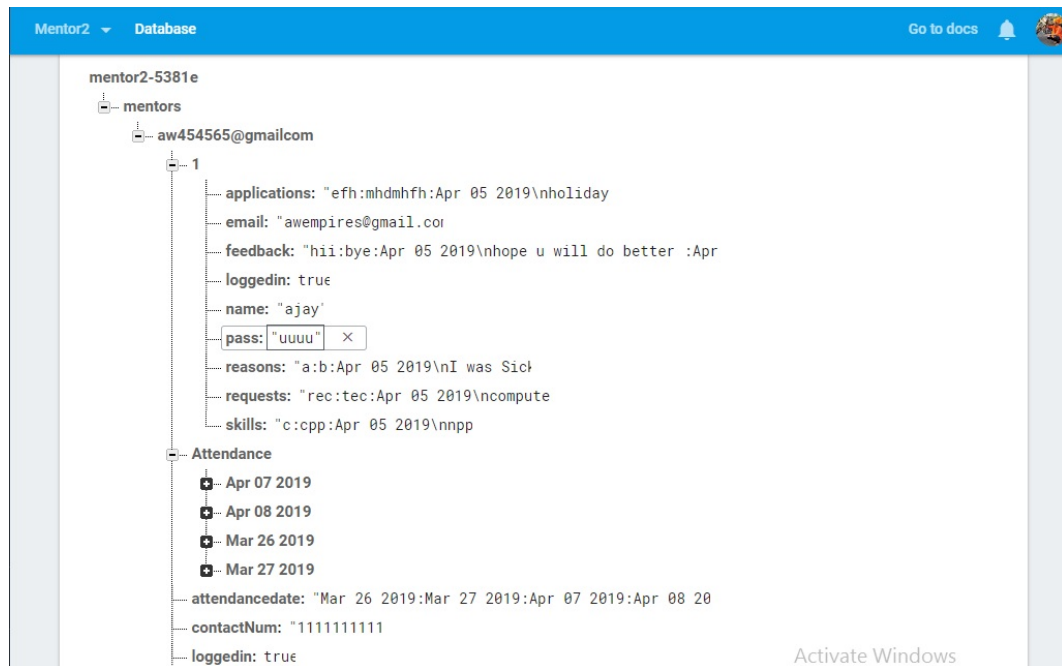 Mentor2 Database Go to docs
mentor2-5381e
mentors
aw454565@gmailcom
1
applications: "efh:mhdmhfh:Apr 05 2019\nholiday
email: "awempires@gmail.com
feedback: "hii:bye:Apr 05 2019\nhope u will do better :Apr
loggedin: true
name: "ajay'
pass: "uuuu" ×
reasons: "a:b:Apr 05 2019\nI was Sick
requests: "rec:tec:Apr 05 2019\ncompute
skills: "c:cpp:Apr 05 2019\nnpp
Attendance
Apr 07 2019
Apr 08 2019
Mar 26 2019
Mar 27 2019
attendancedate: "Mar 26 2019:Mar 27 2019:Apr 07 2019:Apr 08 20
contactNum: "1111111111
loggedin: true
Activate Windows